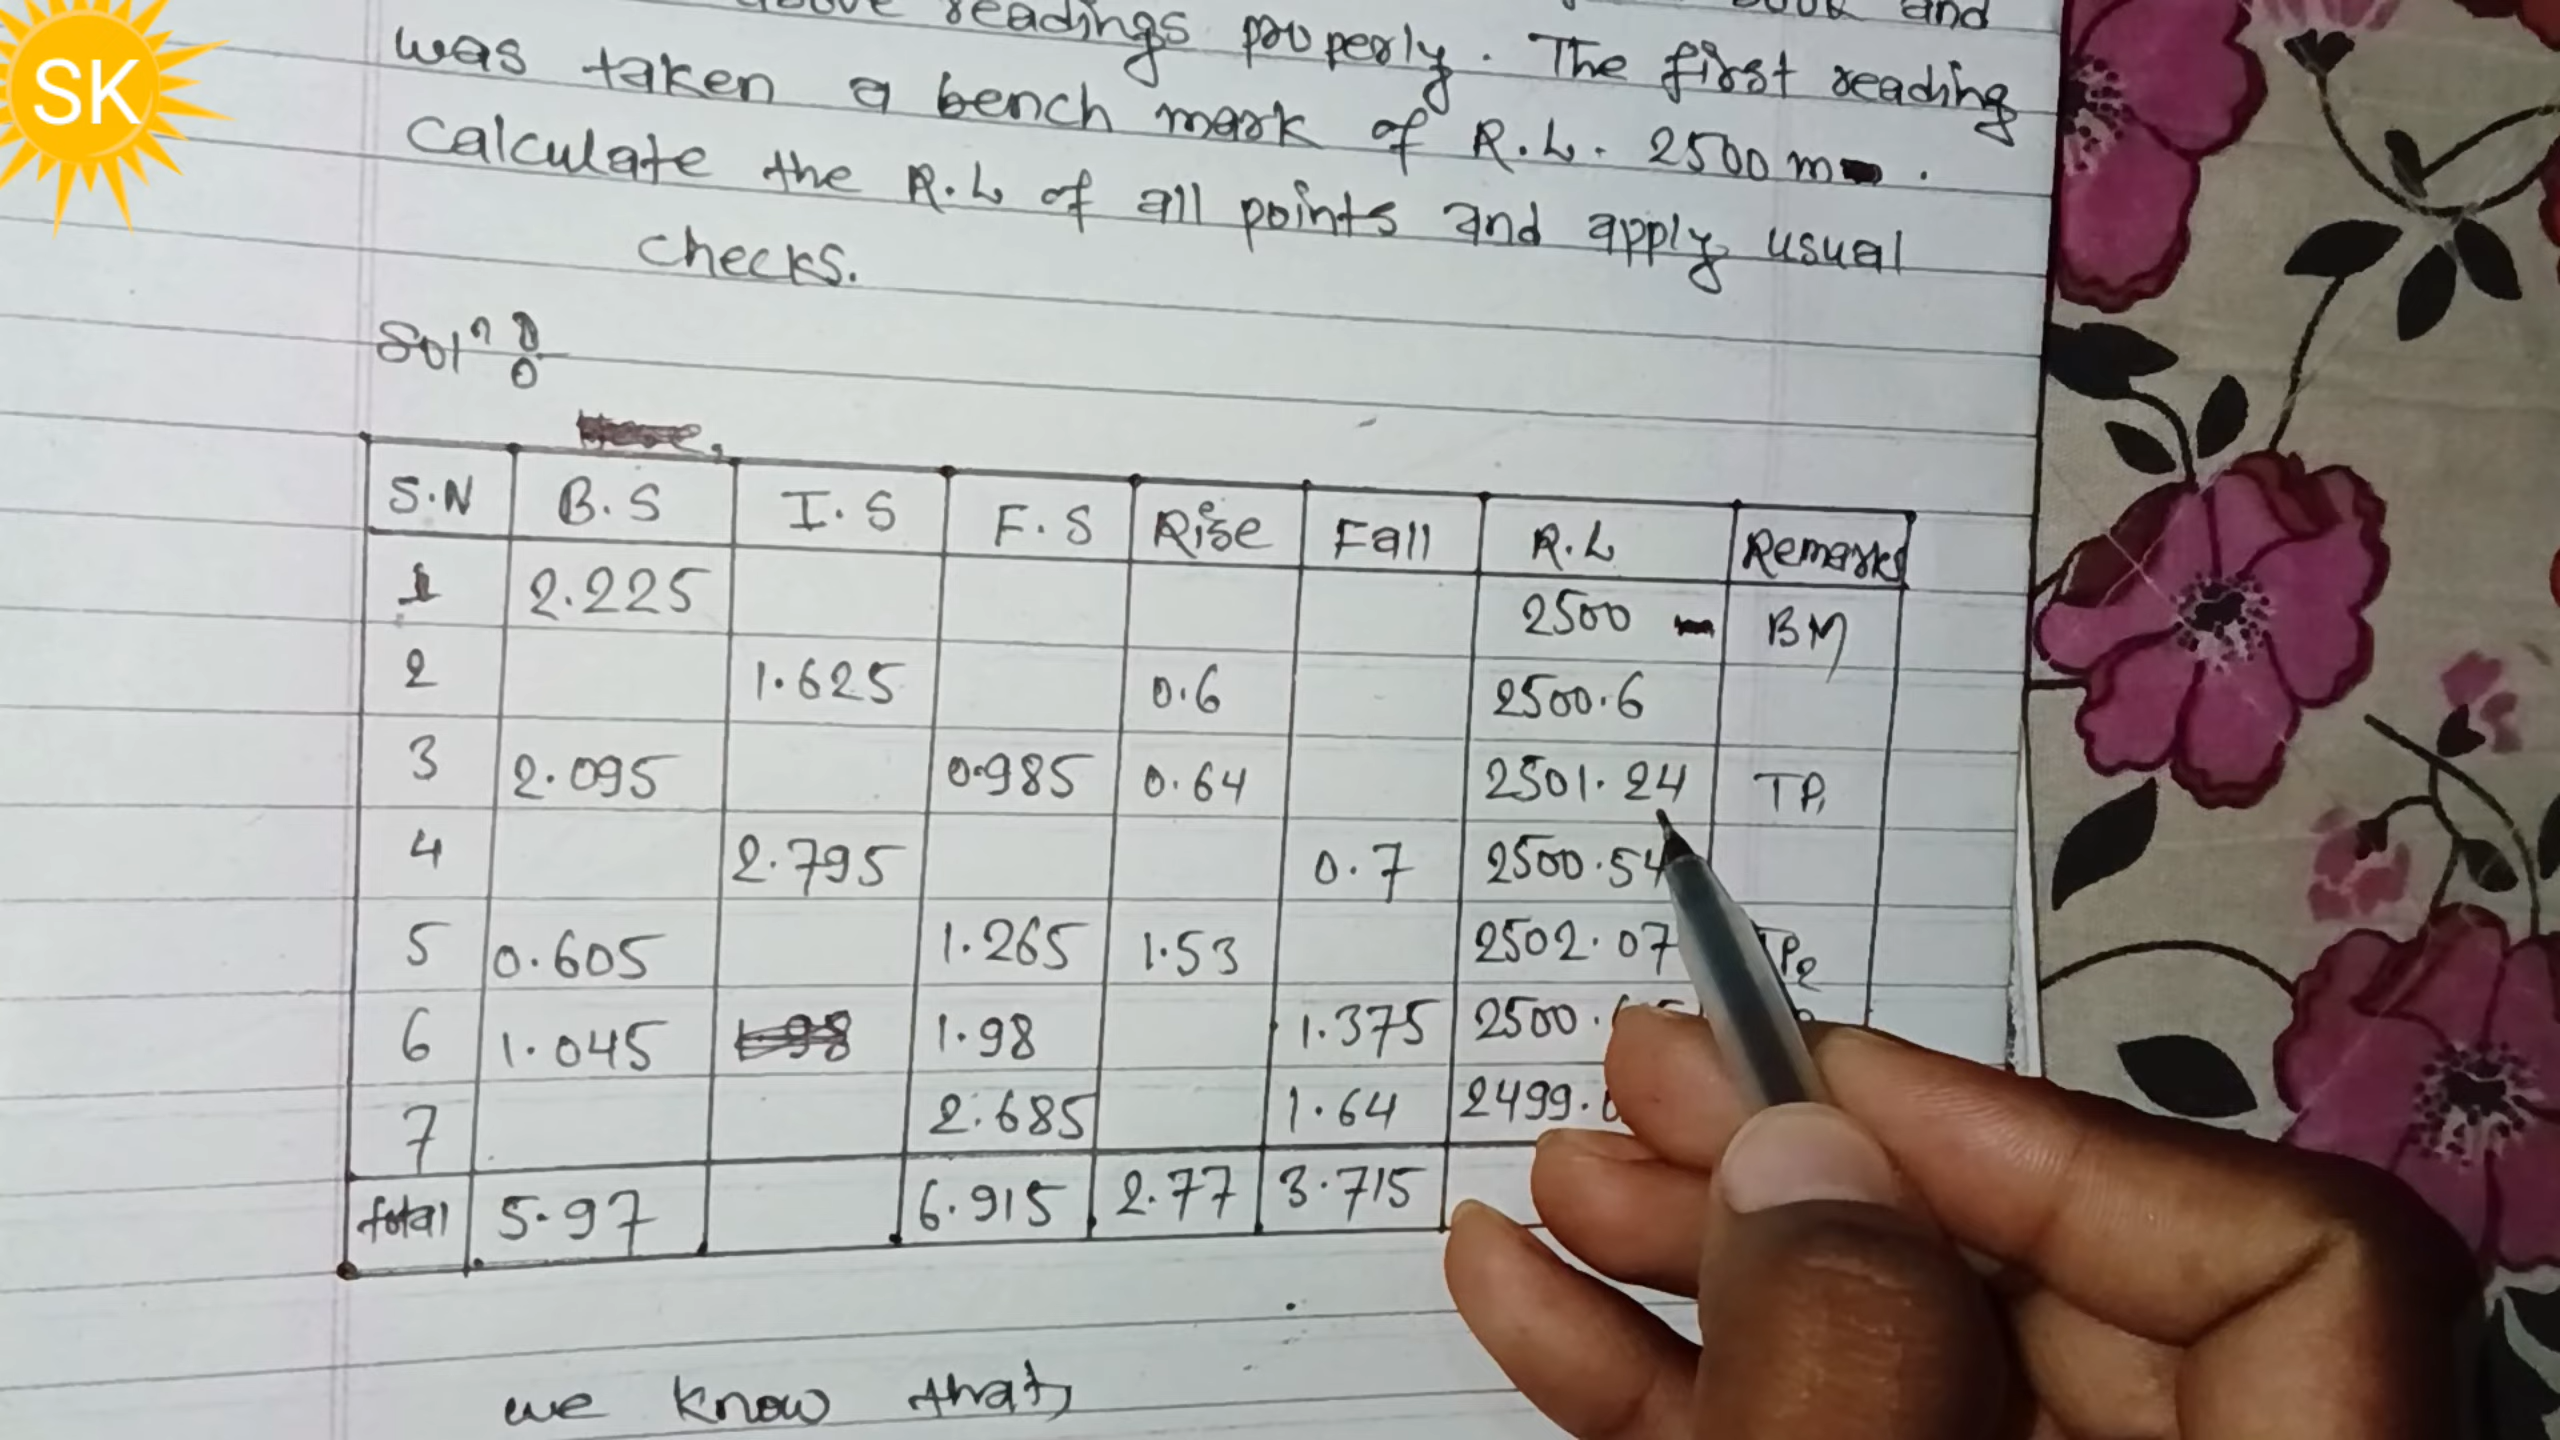 SK
above readings properly. The first reading
was taken a bench mark of R.L. 2500 m .
Calculate the R.L of all points and apply usual
checks.
Solⁿ :
S.N B.S I.S F.S Rise Fall R.L Remarks
1 2.225 2500 BM
2 1.625 0.6 2500.6
3 2.095 0.985 0.64 2501.24 TP1
4 2.795 0.7 2500.54
5 0.605 1.265 1.53 2502.07 TP2
6 1.045 1.98 1.375 2500.
7 2.685 1.64 2499.
total 5.97 6.915 2.77 3.715
we know that,